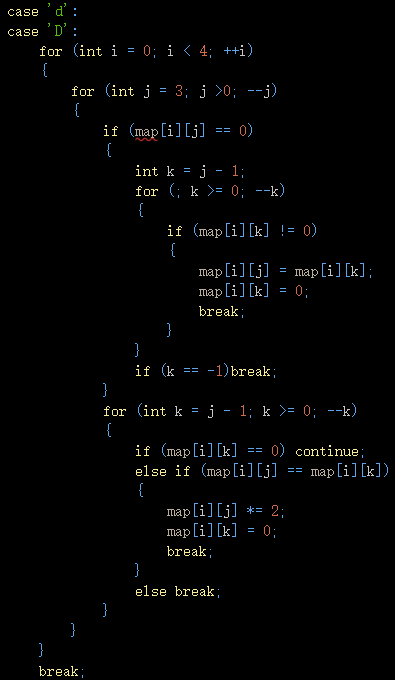 case 'd':
case 'D':
    for (int i = 0; i < 4; ++i)
    {
        for (int j = 3; j >0; --j)
        {
            if (map[i][j] == 0)
            {
                int k = j - 1;
                for (; k >= 0; --k)
                {
                    if (map[i][k] != 0)
                    {
                        map[i][j] = map[i][k];
                        map[i][k] = 0;
                        break;
                    }
                }
                if (k == -1)break;
            }
            for (int k = j - 1; k >= 0; --k)
            {
                if (map[i][k] == 0) continue;
                else if (map[i][j] == map[i][k])
                {
                    map[i][j] *= 2;
                    map[i][k] = 0;
                    break;
                }
                else break;
            }
        }
    }
    break;